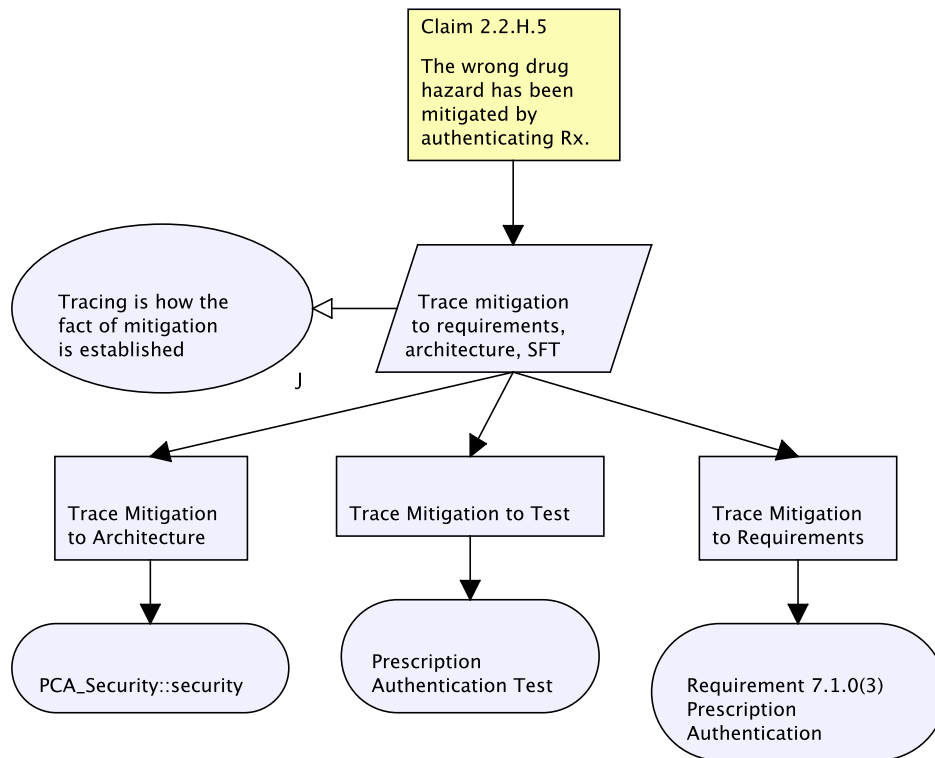 Claim 2.2.H.5
The wrong drug
hazard has been
mitigated by
authenticating Rx.
Tracing is how the
fact of mitigation
is established
J
Trace mitigation
to requirements,
architecture, SFT
Trace Mitigation
to Architecture
Trace Mitigation to Test
Trace Mitigation
to Requirements
PCA_Security::security
Prescription
Authentication Test
Requirement 7.1.0(3)
Prescription
Authentication